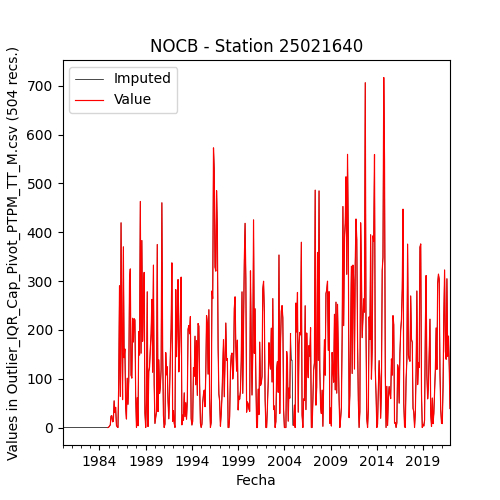 NOCB - Station 25021640
Imputed
Value
Values in Outlier_IQR_Cap_Pivot_PTPM_TT_M.csv (504 recs.)
700
600
500
400
300
200
100
0
1984 1989 1994 1999 2004 2009 2014 2019
Fecha